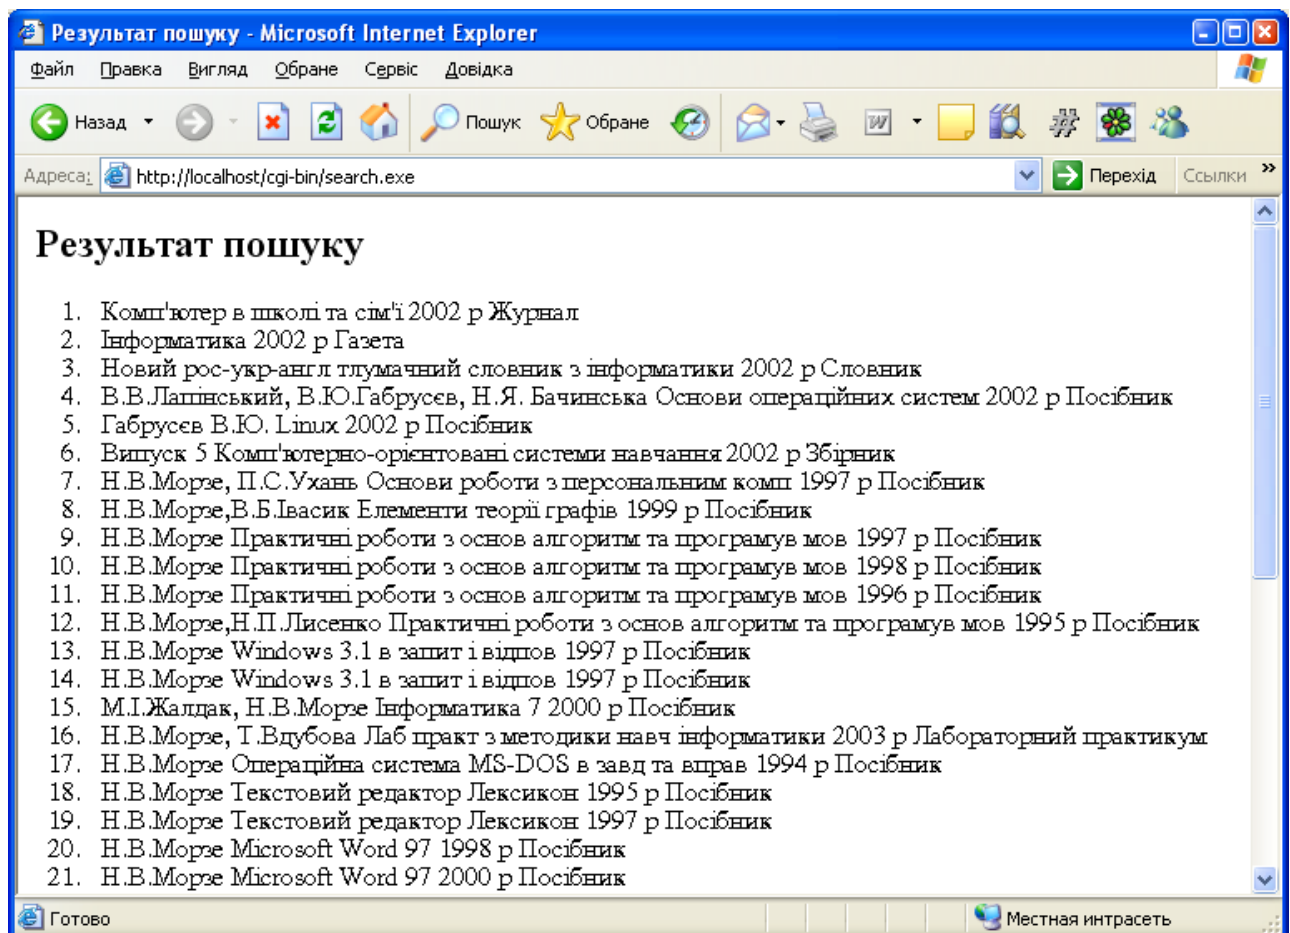 Результат пошуку - Microsoft Internet Explorer
Файл Правка Вигляд Обране Сервіс Довідка
Назад Пошук Обране
Адреса: http://localhost/cgi-bin/search.exe Перехід Ссылки »
Результат пошуку
1. Комп'ютер в школі та сім'ї 2002 р Журнал
2. Інформатика 2002 р Газета
3. Новий рос-укр-англ тлумачний словник з інформатики 2002 р Словник
4. В.В.Лапінський, В.Ю.Габрусєв, Н.Я. Бачинська Основи операційних систем 2002 р Посібник
5. Габрусєв В.Ю. Linux 2002 р Посібник
6. Випуск 5 Комп'ютерно-орієнтовані системи навчання 2002 р Збірник
7. Н.В.Морзе, П.С.Ухань Основи роботи з персональним комп 1997 р Посібник
8. Н.В.Морзе,В.Б.Івасик Елементи теорії графів 1999 р Посібник
9. Н.В.Морзе Практичні роботи з основ алгоритм та програмув мов 1997 р Посібник
10. Н.В.Морзе Практичні роботи з основ алгоритм та програмув мов 1998 р Посібник
11. Н.В.Морзе Практичні роботи з основ алгоритм та програмув мов 1996 р Посібник
12. Н.В.Морзе,Н.П.Лисенко Практичні роботи з основ алгоритм та програмув мов 1995 р Посібник
13. Н.В.Морзе Windows 3.1 в запит і відпов 1997 р Посібник
14. Н.В.Морзе Windows 3.1 в запит і відпов 1997 р Посібник
15. М.І.Жалдак, Н.В.Морзе Інформатика 7 2000 р Посібник
16. Н.В.Морзе, Т.Вдубова Лаб практ з методики навч інформатики 2003 р Лабораторний практикум
17. Н.В.Морзе Операційна система MS-DOS в завд та вправ 1994 р Посібник
18. Н.В.Морзе Текстовий редактор Лексикон 1995 р Посібник
19. Н.В.Морзе Текстовий редактор Лексикон 1997 р Посібник
20. Н.В.Морзе Microsoft Word 97 1998 р Посібник
21. Н.В.Морзе Microsoft Word 97 2000 р Посібник
Готово Местная интрасеть